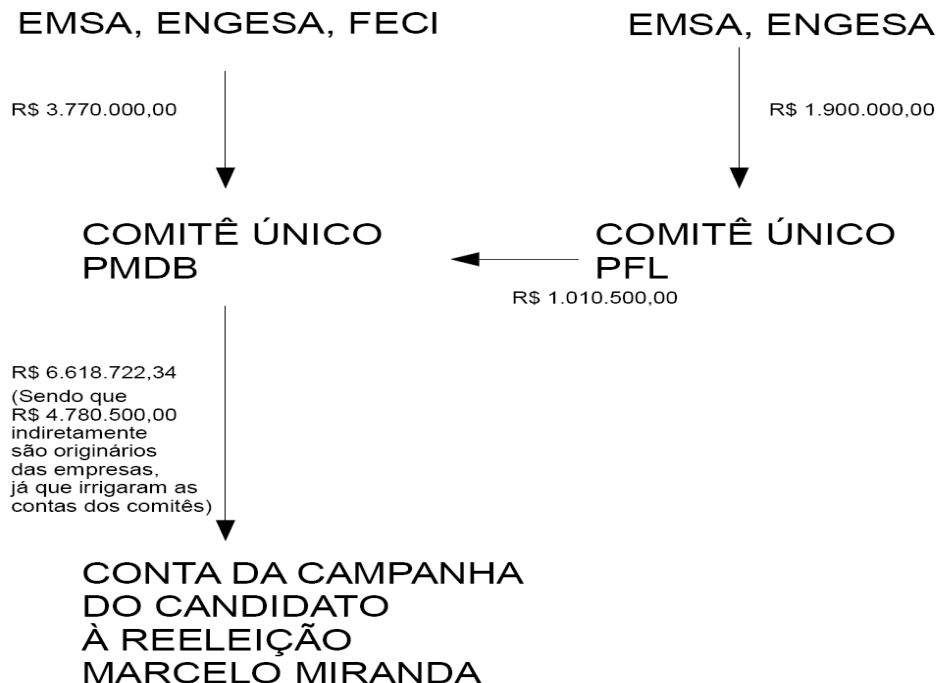 EMSA, ENGESA, FECI
EMSA, ENGESA
R$ 3.770.000,00
R$ 1.900.000,00
COMITÊ ÚNICO
PMDB
COMITÊ ÚNICO
PFL
R$ 1.010.500,00
R$ 6.618.722,34
(Sendo que
R$ 4.780.500,00
indiretamente
são originários
das empresas,
já que irrigaram as
contas dos comitês)
CONTA DA CAMPANHA
DO CANDIDATO
À REELEIÇÃO
MARCELO MIRANDA